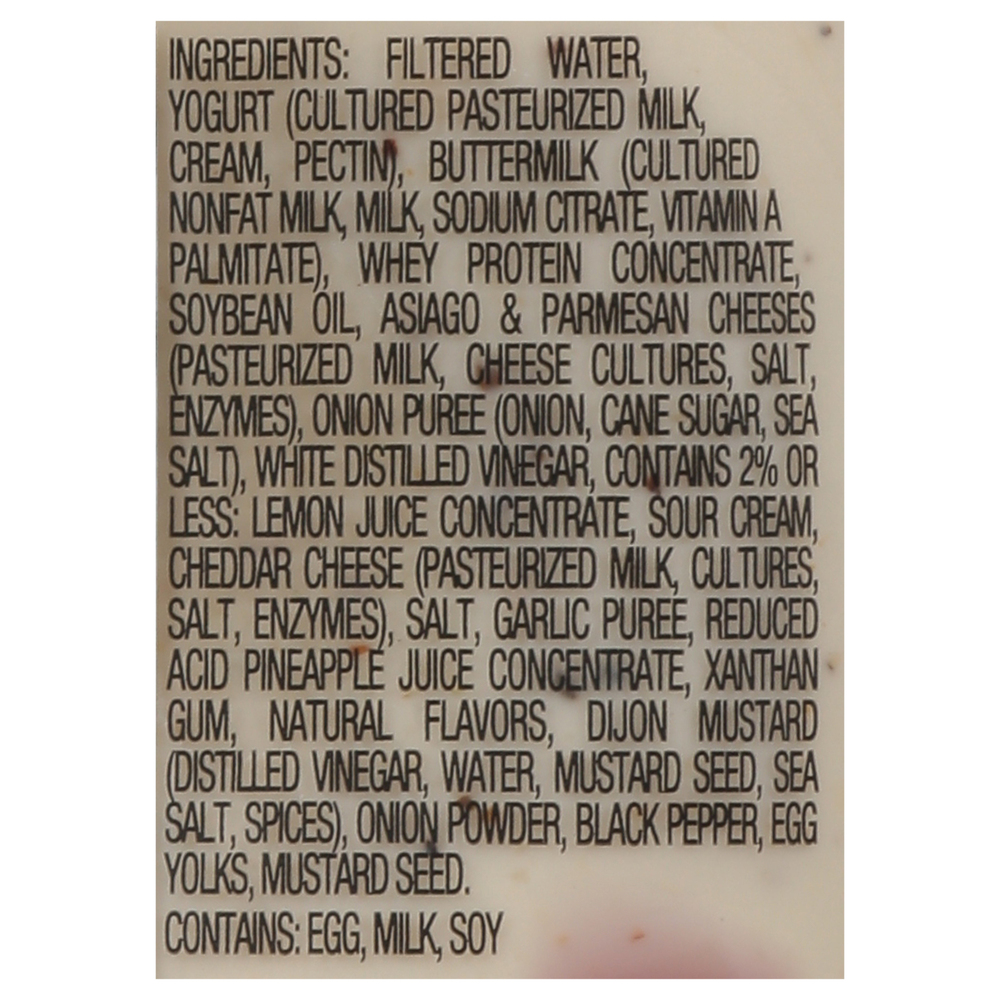 INGREDIENTS: FILTERED WATER,
YOGURT (CULTURED PASTEURIZED MILK,
CREAM, PECTIN), BUTTERMILK (CULTURED
NONFAT MILK, MILK, SODIUM CITRATE, VITAMIN A
PALMITATE), WHEY PROTEIN CONCENTRATE,
SOYBEAN OIL, ASIAGO & PARMESAN CHEESES
(PASTEURIZED MILK, CHEESE CULTURES, SALT,
ENZYMES), ONION PUREE (ONION, CANE SUGAR, SEA
SALT), WHITE DISTILLED VINEGAR, CONTAINS 2% OR
LESS: LEMON JUICE CONCENTRATE, SOUR CREAM,
CHEDDAR CHEESE (PASTEURIZED MILK, CULTURES,
SALT, ENZYMES), SALT, GARLIC PUREE, REDUCED
ACID PINEAPPLE JUICE CONCENTRATE, XANTHAN
GUM, NATURAL FLAVORS, DIJON MUSTARD
(DISTILLED VINEGAR, WATER, MUSTARD SEED, SEA
SALT, SPICES), ONION POWDER, BLACK PEPPER, EGG
YOLKS, MUSTARD SEED.
CONTAINS: EGG, MILK, SOY